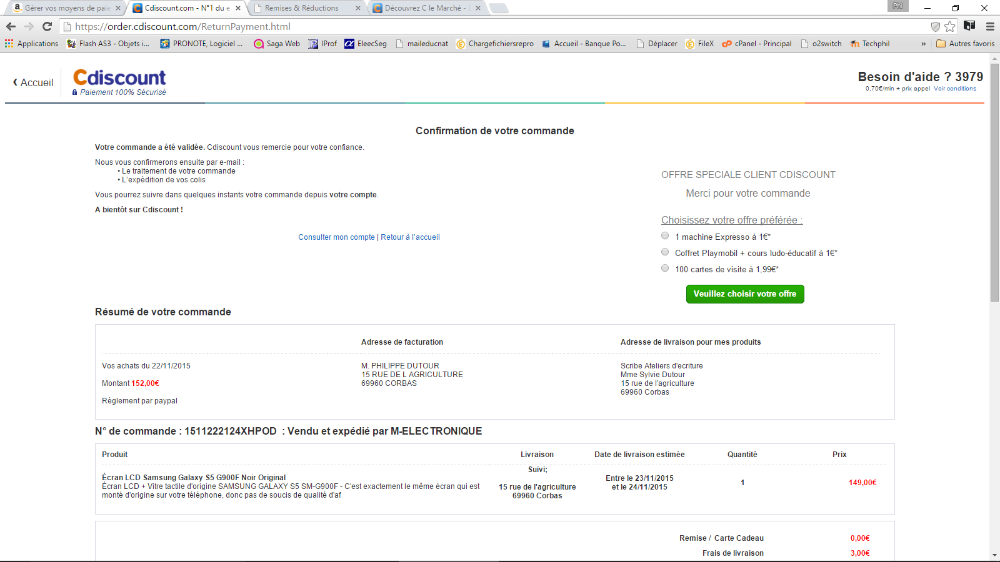 Gérer vos moyens de paie
Cdiscount.com - N°1 du e
Remises & Réductions
Découvrez C le Marché -
Phil
https://order.cdiscount.com/ReturnPayment.html
Applications
Flash AS3 - Objets i...
PRONOTE, Logiciel ...
Saga Web
IProf
EleecSeg
maileducnat
Chargefichiersrepro
Accueil - Banque Po...
Déplacer
FileX
cPanel - Principal
o2switch
Techphil
»
Autres favoris
Accueil
Cdiscount
Paiement 100% Sécurisé
Besoin d'aide ? 3979
0,70€/min + prix appel Voir conditions
Confirmation de votre commande
Votre commande a été validée. Cdiscount vous remercie pour votre confiance.
Nous vous confirmerons ensuite par e-mail :
• Le traitement de votre commande
• L'expédition de vos colis
Vous pourrez suivre dans quelques instants votre commande depuis votre compte.
A bientôt sur Cdiscount !
Consulter mon compte | Retour à l'accueil
OFFRE SPECIALE CLIENT CDISCOUNT
Merci pour votre commande
Choisissez votre offre préférée :
1 machine Expresso à 1€*
Coffret Playmobil + cours ludo-éducatif à 1€*
100 cartes de visite à 1,99€*
Veuillez choisir votre offre
Résumé de votre commande
Adresse de facturation
Adresse de livraison pour mes produits
Vos achats du 22/11/2015
Montant 152,00€
Réglement par paypal
M. PHILIPPE DUTOUR
15 RUE DE L AGRICULTURE
69960 CORBAS
Scribe Ateliers d'ecriture
Mme Sylvie Dutour
15 rue de l'agriculture
69960 Corbas
N° de commande : 1511222124XHPOD : Vendu et expédié par M-ELECTRONIQUE
Produit
Livraison
Date de livraison estimée
Quantité
Prix
Écran LCD Samsung Galaxy S5 G900F Noir Original
Écran LCD + Vitre tactile d'origine SAMSUNG GALAXY S5 SM-G900F - C'est exactement le même écran qui est
monté d'origine sur votre téléphone, donc pas de soucis de qualité d'af
Suivi;
15 rue de l'agriculture
69960 Corbas
Entre le 23/11/2015
et le 24/11/2015
1
149,00€
Remise / Carte Cadeau
0,00€
Frais de livraison
3,00€